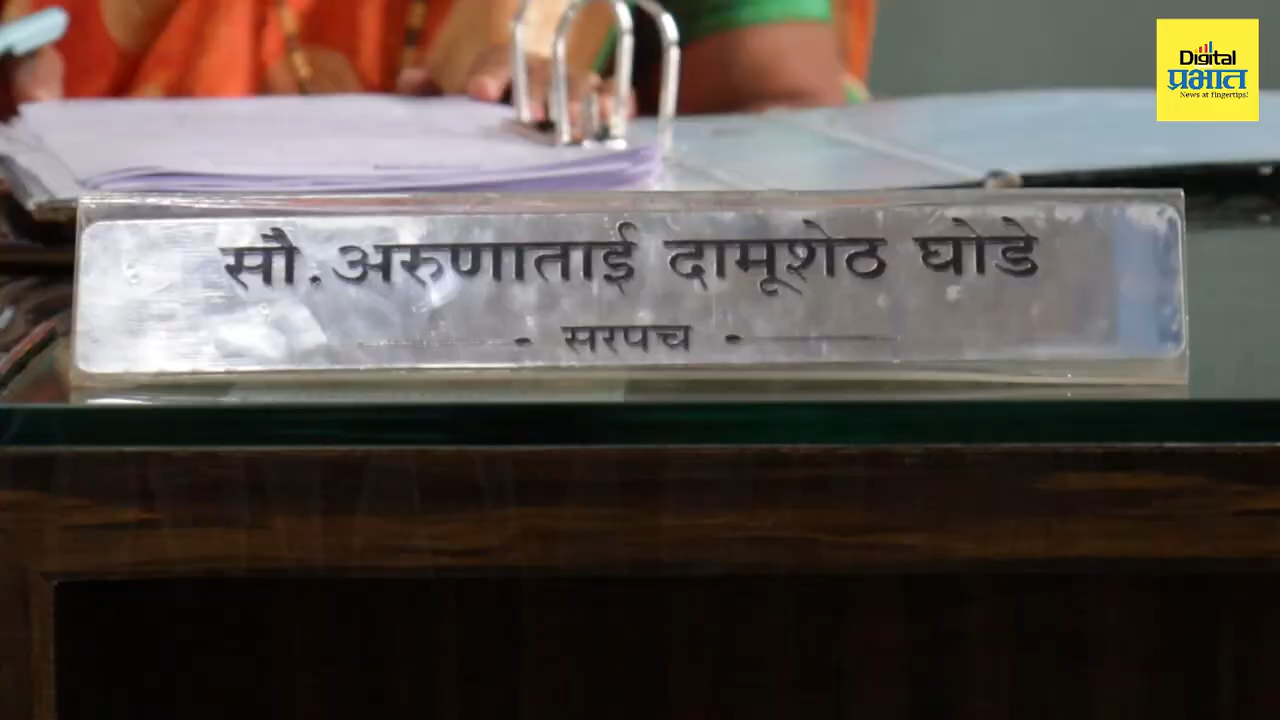 Digital
प्रभात
News at fingertips!
सौ.अरुणाताई दामूशेठ घोडे
- सरपच -